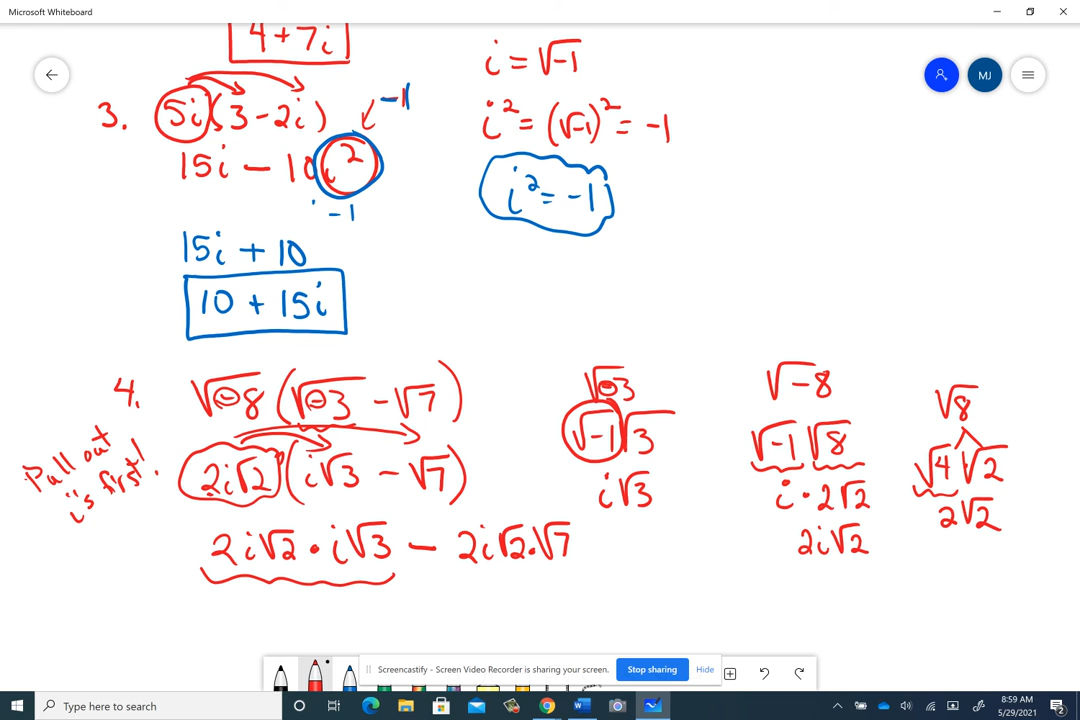 Microsoft Whiteboard
4 + 7i
MJ
3. 5i(3 - 2i)
-1
15i - 10i²
-1
15i + 10
10 + 15i
i = √-1
i² = (√-1)² = -1
i² = -1
4. √-8 (√-3 - √7)
Pull out
i's first!
2i√2 (i√3 - √7)
2i√2 · i√3 - 2i√2 · √7
√-3
√-1 √3
i√3
√-8
√-1 √8
i · 2√2
2i√2
√8
√4 √2
2√2
Screencastify - Screen Video Recorder is sharing your screen.
Stop sharing
Hide
Type here to search
8:59 AM
5/29/2021
2